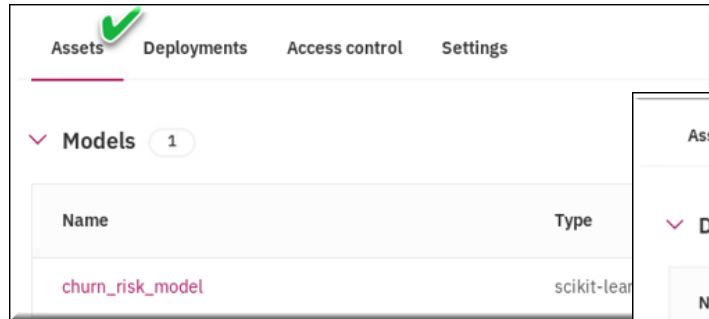 Assets Deployments Access control Settings
Models 1
Name Type
churn_risk_model scikit-lear
Ass
D
N